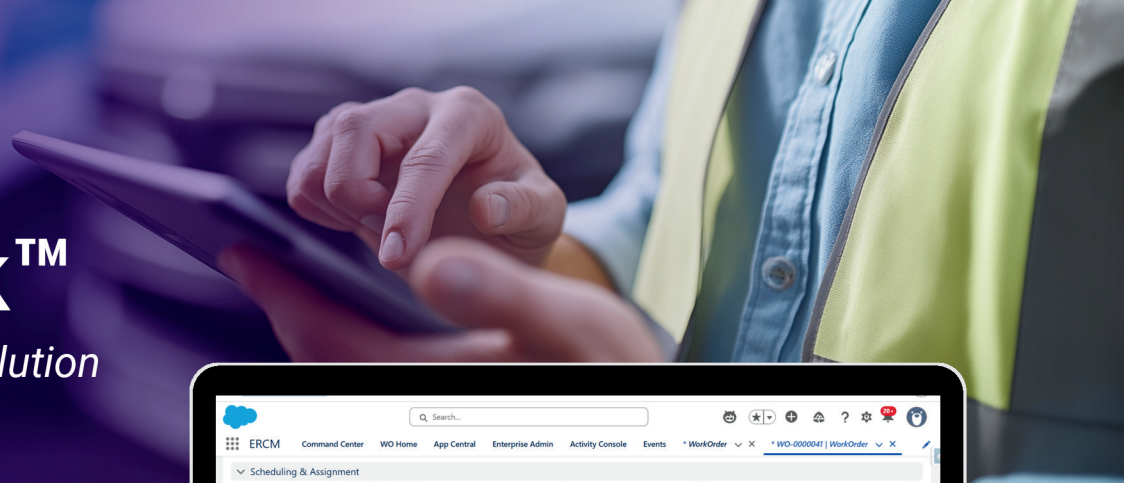 ™
Search...
20+
ERCM Command Center WO Home App Central Enterprise Admin Activity Console Events * WorkOrder * WO-0000041 | WorkOrder
Scheduling & Assignment